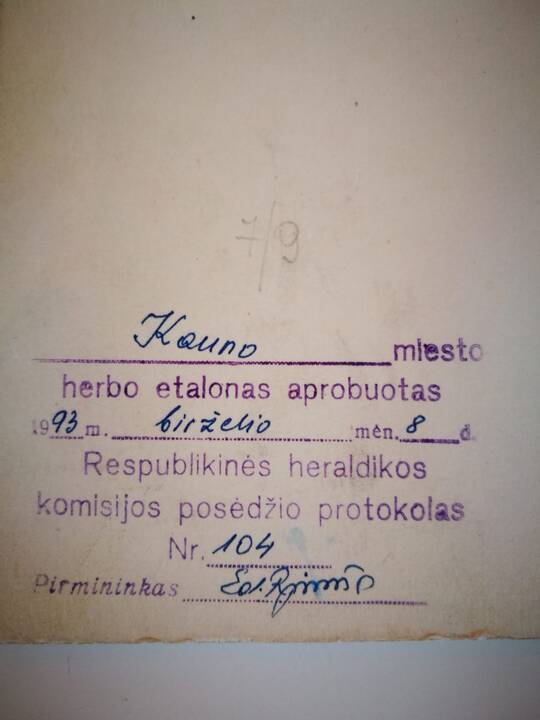 7/9
Kauno miesto
herbo etalonas aprobuotas
1993 m. birželio mėn. 8 d.
Respublikinės heraldikos
komisijos posėdžio protokolas
Nr. 104
Pirmininkas